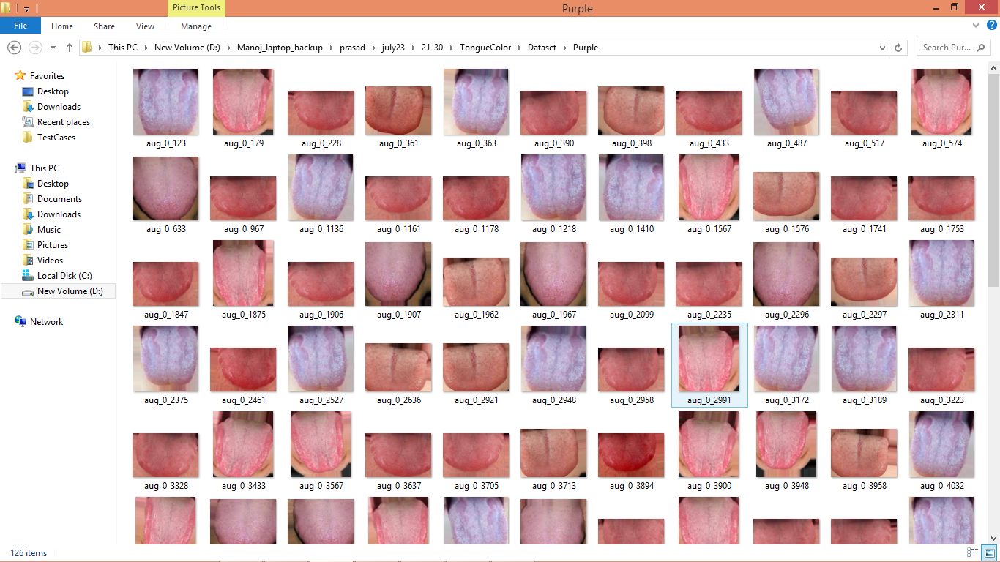 Picture Tools
Purple
File Home Share View Manage
This PC New Volume (D:) Manoj_laptop_backup prasad july23 21-30 TongueColor Dataset Purple
Search Pur...
Favorites
Desktop
Downloads
Recent places
TestCases
This PC
Desktop
Documents
Downloads
Music
Pictures
Videos
Local Disk (C:)
New Volume (D:)
Network
aug_0_123 aug_0_179 aug_0_228 aug_0_361 aug_0_363 aug_0_390 aug_0_398 aug_0_433 aug_0_487 aug_0_517 aug_0_574
aug_0_633 aug_0_967 aug_0_1136 aug_0_1161 aug_0_1178 aug_0_1218 aug_0_1410 aug_0_1567 aug_0_1576 aug_0_1741 aug_0_1753
aug_0_1847 aug_0_1875 aug_0_1906 aug_0_1907 aug_0_1962 aug_0_1967 aug_0_2099 aug_0_2235 aug_0_2296 aug_0_2297 aug_0_2311
aug_0_2375 aug_0_2461 aug_0_2527 aug_0_2636 aug_0_2921 aug_0_2948 aug_0_2958 aug_0_2991 aug_0_3172 aug_0_3189 aug_0_3223
aug_0_3328 aug_0_3433 aug_0_3567 aug_0_3637 aug_0_3705 aug_0_3713 aug_0_3894 aug_0_3900 aug_0_3948 aug_0_3958 aug_0_4032
126 items